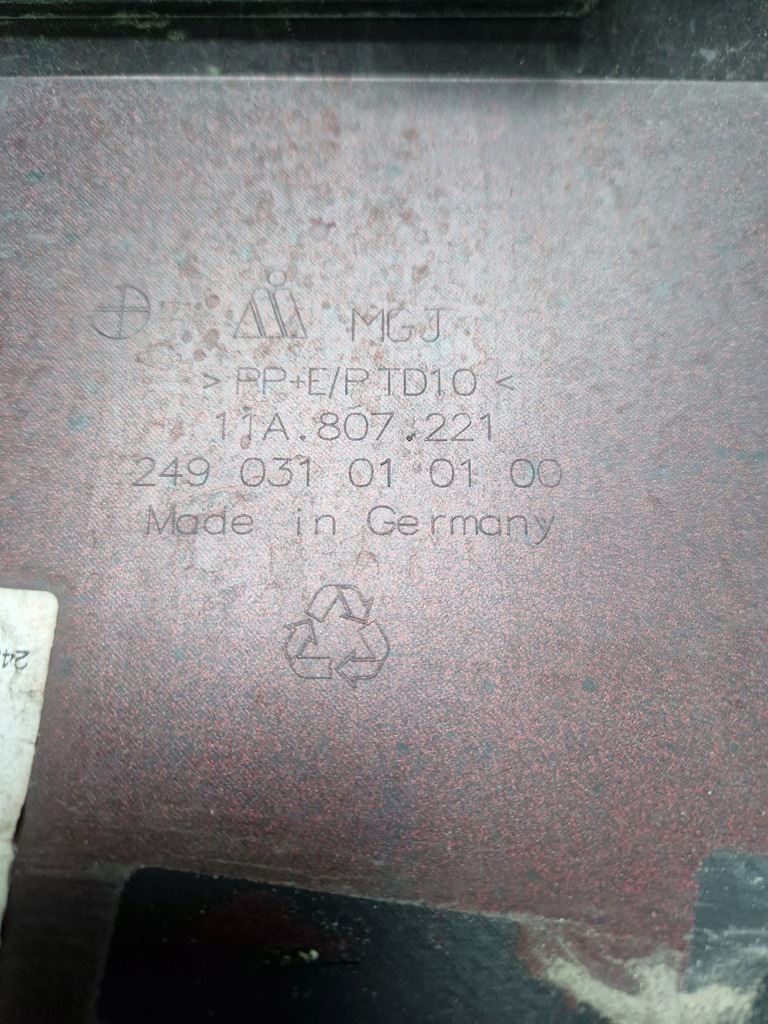 MGJ
>PP+E/P TD10<
11A.807.221
249 031 01 01 00
Made in Germany